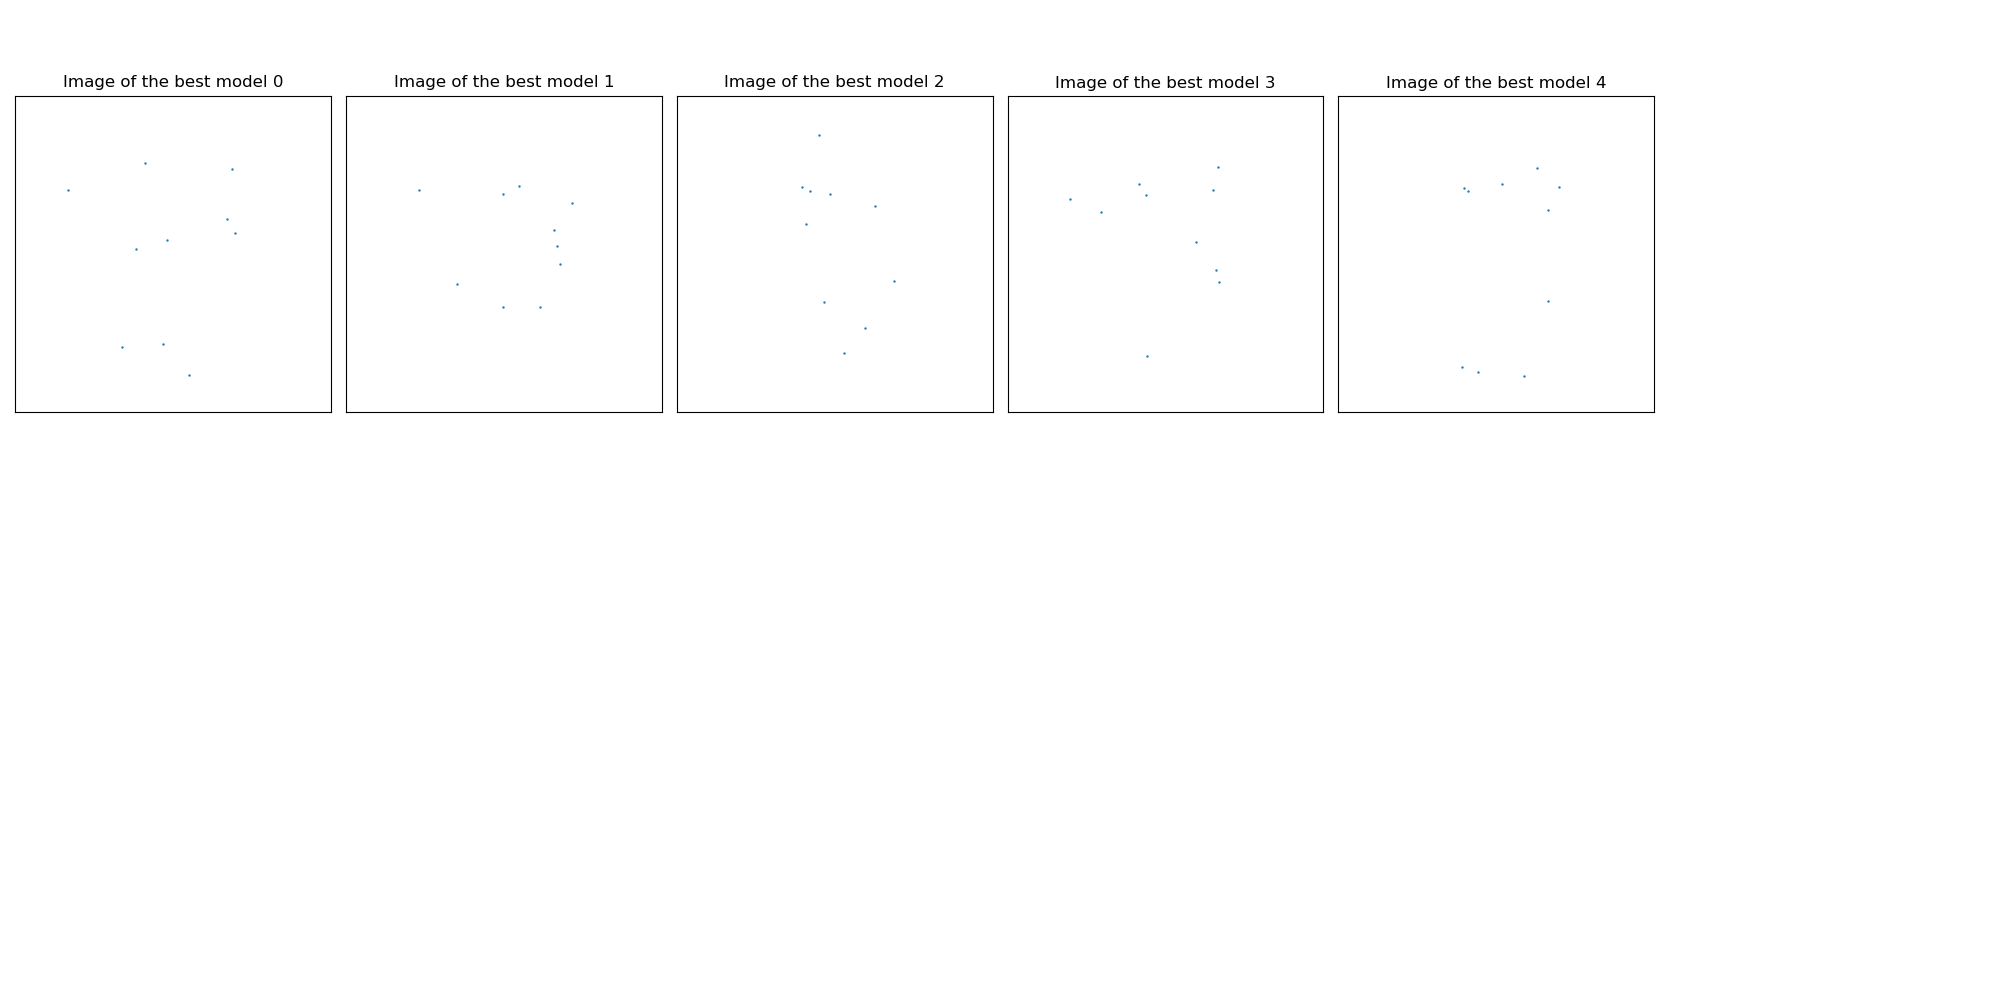 Image of the best model 0
Image of the best model 1
Image of the best model 2
Image of the best model 3
Image of the best model 4